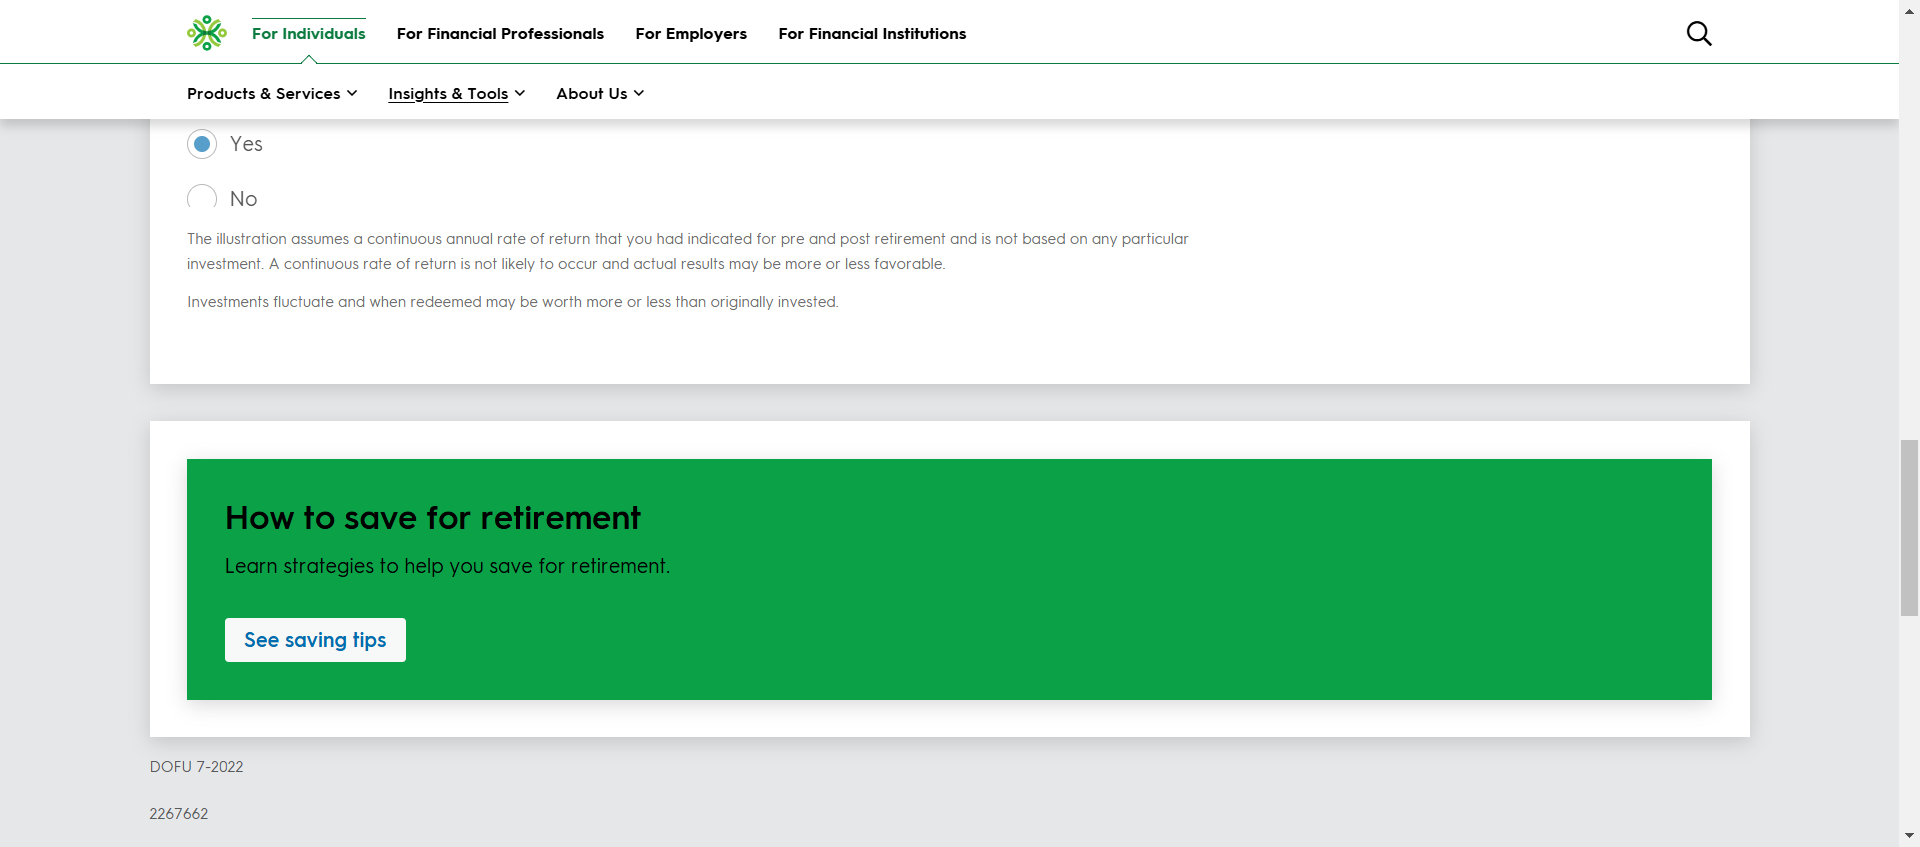 For Individuals
For Financial Professionals
For Employers
For Financial Institutions
Products & Services
Insights & Tools
About Us
Yes
No
The illustration assumes a continuous annual rate of return that you had indicated for pre and post retirement and is not based on any particular
investment. A continuous rate of return is not likely to occur and actual results may be more or less favorable.
Investments fluctuate and when redeemed may be worth more or less than originally invested.
How to save for retirement
Learn strategies to help you save for retirement.
See saving tips
DOFU 7-2022
2267662